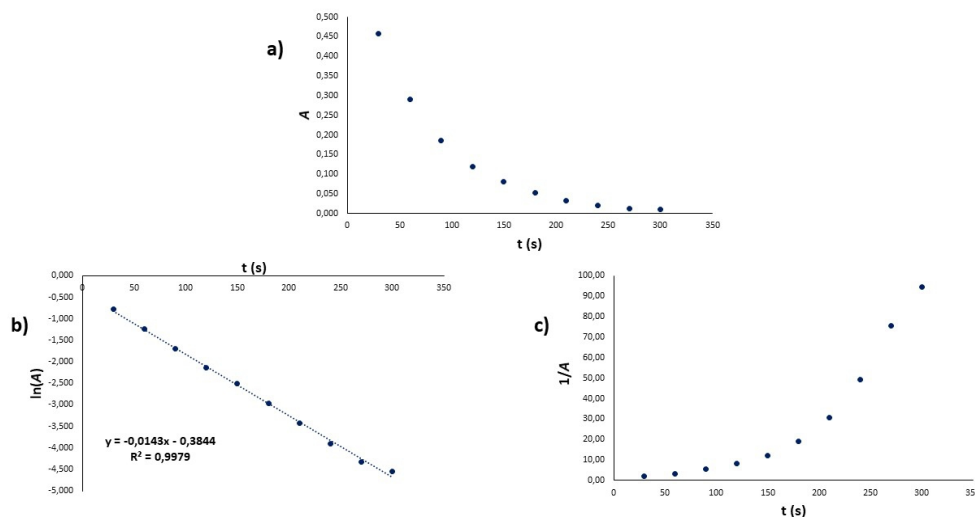 a)
A
0,500
0,450
0,400
0,350
0,300
0,250
0,200
0,150
0,100
0,050
0,000
0 50 100 150 200 250 300 350
t (s)
b)
t (s)
0 50 100 150 200 250 300 350
ln(A)
0,000
-0,500
-1,000
-1,500
-2,000
-2,500
-3,000
-3,500
-4,000
-4,500
-5,000
y = -0,0143x - 0,3844
R² = 0,9979
c)
1/A
100,00
90,00
80,00
70,00
60,00
50,00
40,00
30,00
20,00
10,00
0,00
0 50 100 150 200 250 300 35
t (s)